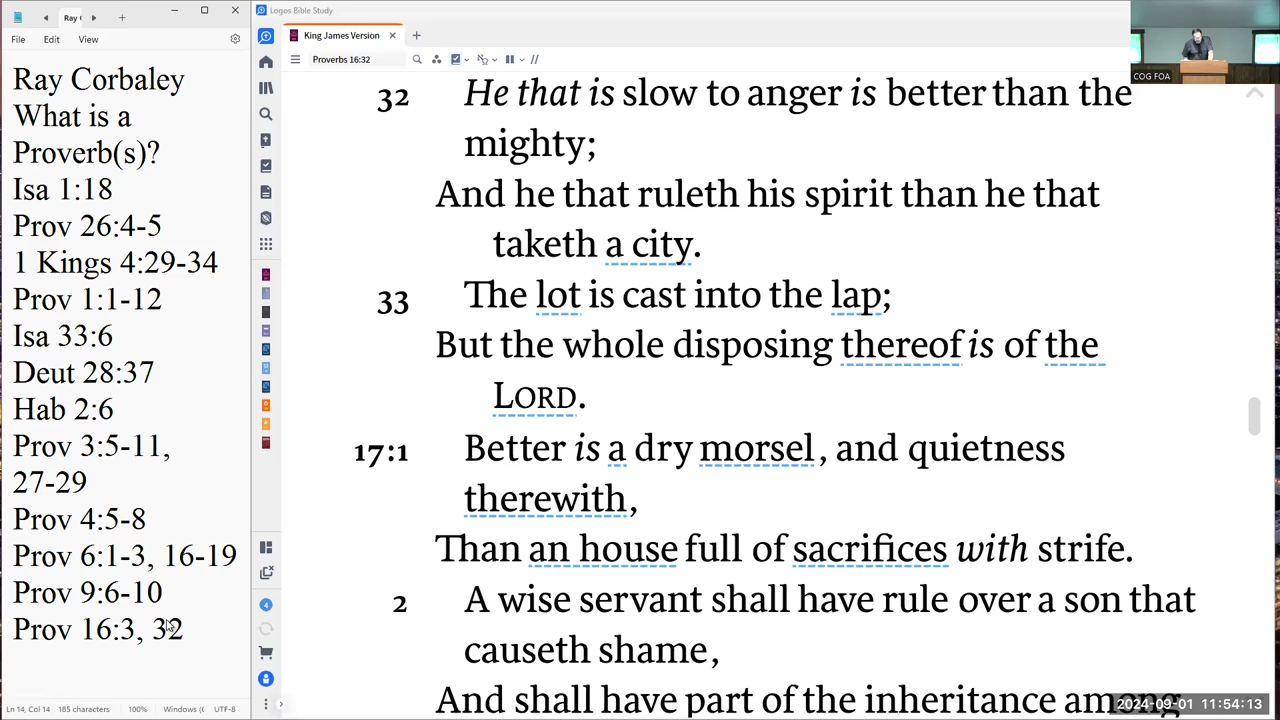 Ray C
File
Edit
View
Ray Corbaley
What is a
Proverb(s)?
Isa 1:18
Prov 26:4-5
1 Kings 4:29-34
Prov 1:1-12
Isa 33:6
Deut 28:37
Hab 2:6
Prov 3:5-11,
27-29
Prov 4:5-8
Prov 6:1-3, 16-19
Prov 9:6-10
Prov 16:3, 32
Ln 14, Col 14
185 characters
100%
Windows (C
UTF-8
Logos Bible Study
King James Version
Proverbs 16:32
4
32 He that is slow to anger is better than the
mighty;
And he that ruleth his spirit than he that
taketh a city.
33 The lot is cast into the lap;
But the whole disposing thereof is of the
LORD.
17:1 Better is a dry morsel, and quietness
therewith,
Than an house full of sacrifices with strife.
2 A wise servant shall have rule over a son that
causeth shame,
And shall have part of the inheritance among
COG FOA
2024-09-01 11:54:13